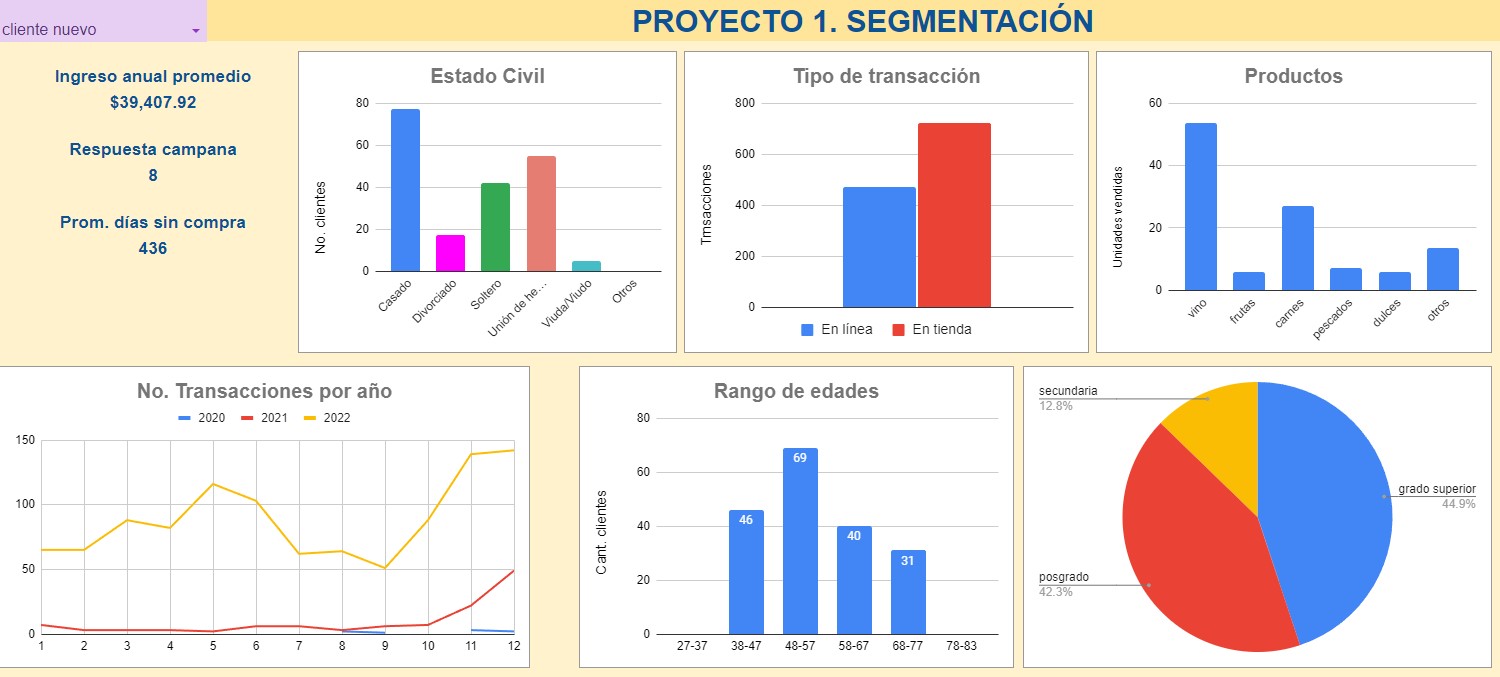 cliente nuevo
PROYECTO 1. SEGMENTACIÓN
Ingreso anual promedio
$39,407.92
Respuesta campana
8
Prom. días sin compra
436
Estado Civil
No. clientes
80
60
40
20
0
Casado
Divorciado
Soltero
Unión de he...
Viuda/Viudo
Otros
Tipo de transacción
Trnsacciones
800
600
400
200
0
En línea
En tienda
Productos
Unidades vendidas
60
40
20
0
vino
frutas
carnes
pescados
dulces
otros
No. Transacciones por año
2020 2021 2022
150
100
50
0
1 2 3 4 5 6 7 8 9 10 11 12
Rango de edades
Cant. clientes
80
60
40
20
0
46
69
40
31
27-37 38-47 48-57 58-67 68-77 78-83
secundaria
12.8%
grado superior
44.9%
posgrado
42.3%